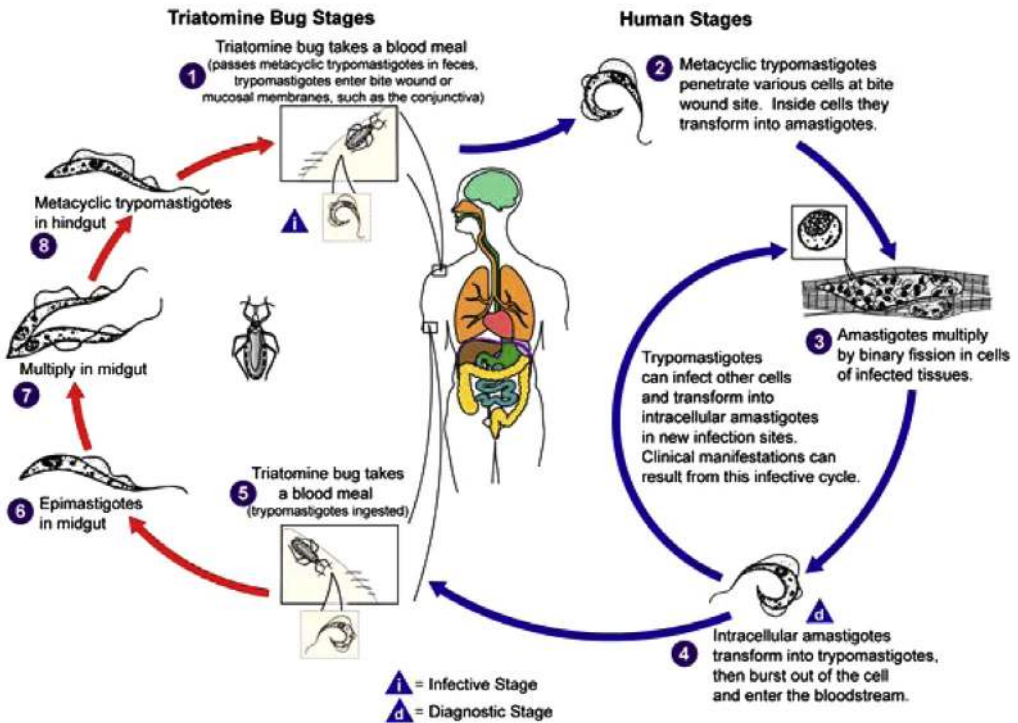 Triatomine Bug Stages
Human Stages
1
Triatomine bug takes a blood meal
(passes metacyclic trypomastigotes in feces,
trypomastigotes enter bite wound or
mucosal membranes, such as the conjunctiva)
i
2
Metacyclic trypomastigotes
penetrate various cells at bite
wound site. Inside cells they
transform into amastigotes.
3
Amastigotes multiply
by binary fission in cells
of infected tissues.
Trypomastigotes
can infect other cells
and transform into
intracellular amastigotes
in new infection sites.
Clinical manifestations can
result from this infective cycle.
d
4
Intracellular amastigotes
transform into trypomastigotes,
then burst out of the cell
and enter the bloodstream.
5
Triatomine bug takes
a blood meal
(trypomastigotes ingested)
6
Epimastigotes
in midgut
Multiply in midgut
7
Metacyclic trypomastigotes
in hindgut
8
i = Infective Stage
d = Diagnostic Stage